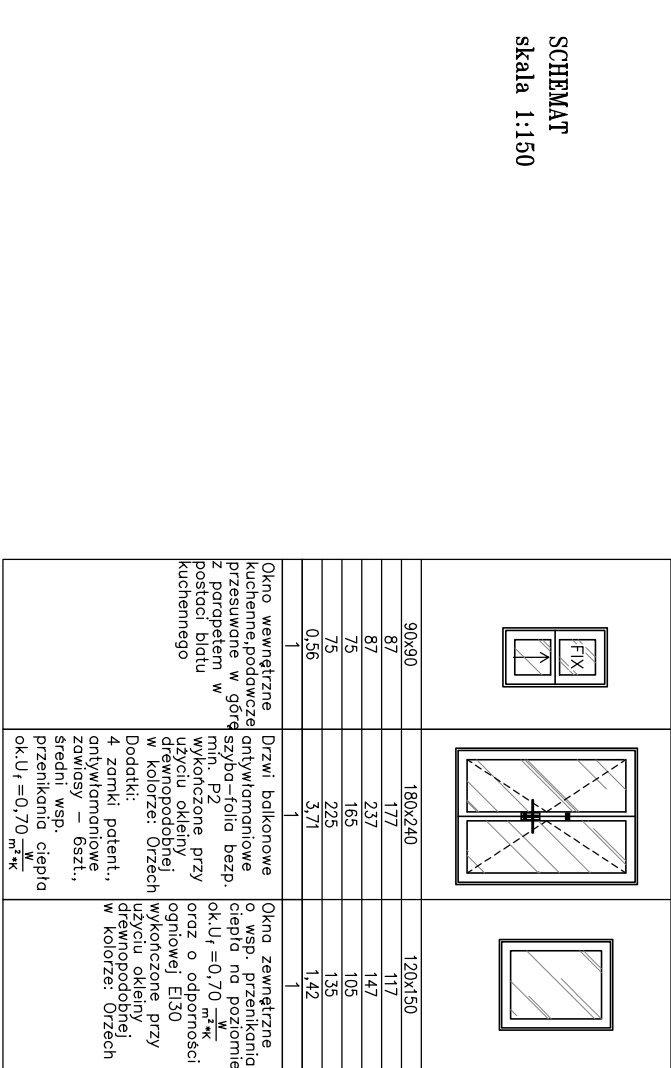 SCHEMAT
skala 1:150
FIX
90x90
87
87
75
75
0,56
1
Okno wewnętrzne
kuchenne,podawcze
przesuwane w górę
z parapetem w
postaci blatu
kuchennego
180x240
177
237
165
225
3,71
1
Drzwi balkonowe
antywłamaniowe
szyba-folia bezp.
min. P2
wykończone przy
użyciu okleiny
drewnopodobnej
w kolorze: Orzech
Dodatki:
4 zamki patent.,
antywłamaniowe
zawiasy – 6szt.,
średni wsp.
przenikania ciepła
ok.Uf=0,70 W/m²*K
120x150
117
147
105
135
1,42
1
Okna zewnętrzne
o wsp. przenikania
ciepła na poziomie
ok.Uf=0,70 W/m²*K
oraz o odporności
ogniowej EI30
wykończone przy
użyciu okleiny
drewnopodobnej
w kolorze: Orzech